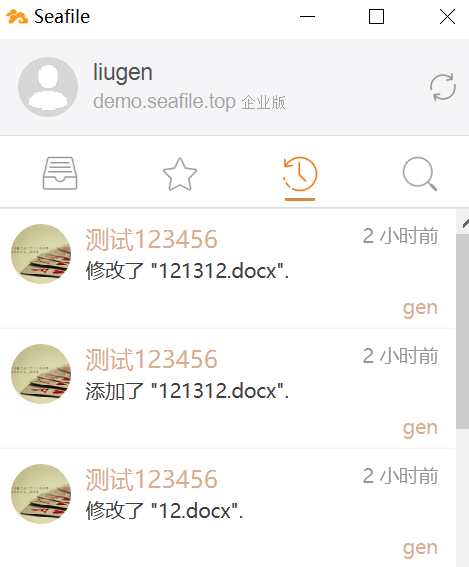 Seafile
liugen
demo.seafile.top 企业版
测试123456
2 小时前
修改了 "121312.docx".
gen
测试123456
2 小时前
添加了 "121312.docx".
gen
测试123456
2 小时前
修改了 "12.docx".
gen